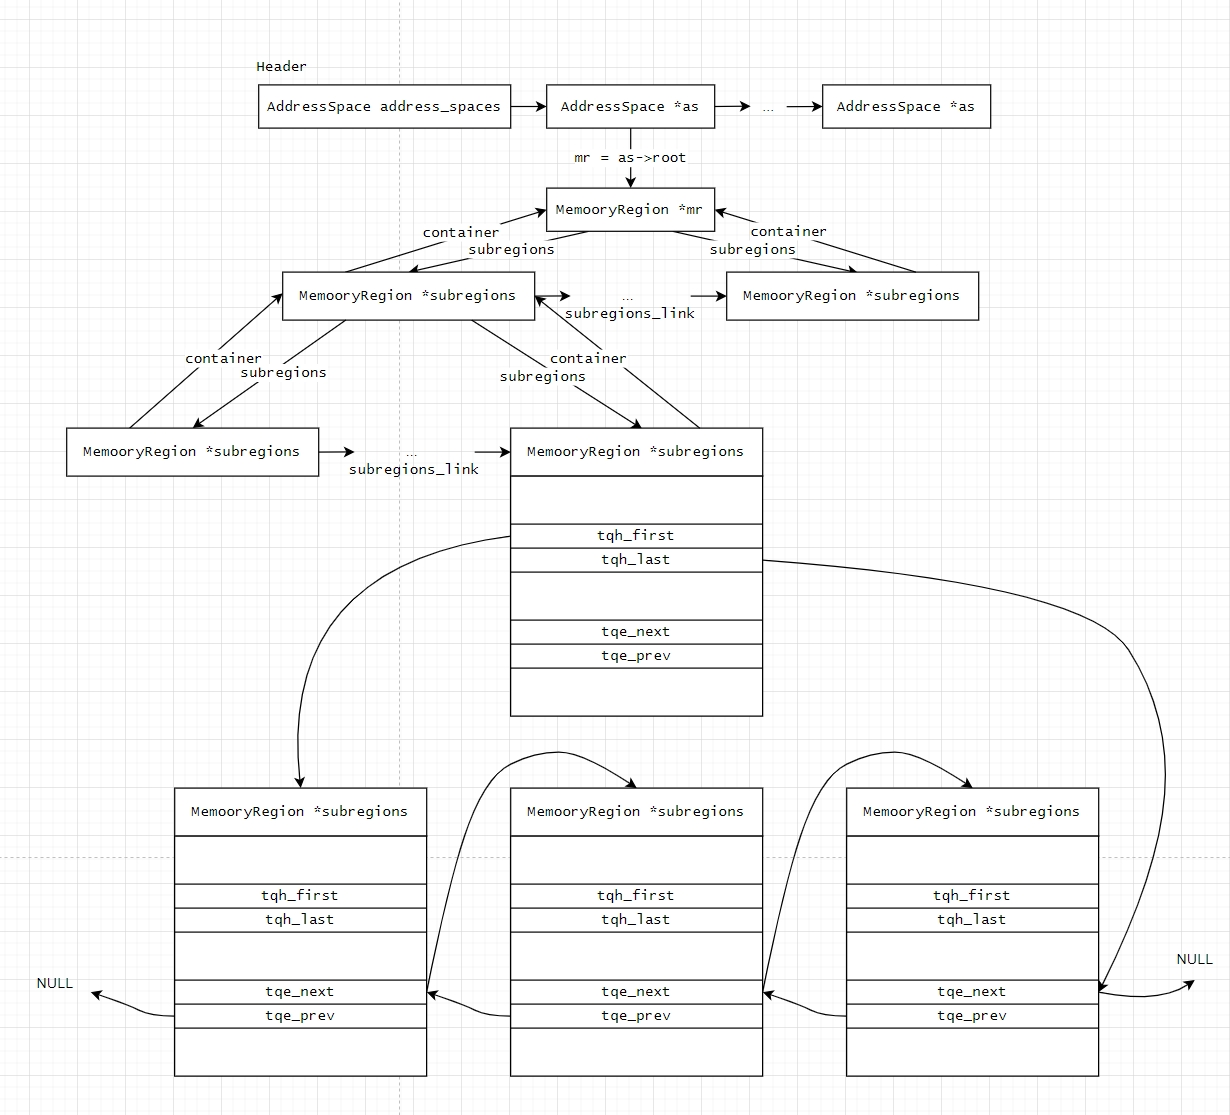 Header
AddressSpace address_spaces
AddressSpace *as
...
AddressSpace *as
mr = as->root
MemooryRegion *mr
container
subregions
container
subregions
MemooryRegion *subregions
...
subregions_link
MemooryRegion *subregions
container
subregions
container
subregions
MemooryRegion *subregions
...
subregions_link
MemooryRegion *subregions
tqh_first
tqh_last
tqe_next
tqe_prev
MemooryRegion *subregions
tqh_first
tqh_last
tqe_next
tqe_prev
MemooryRegion *subregions
tqh_first
tqh_last
tqe_next
tqe_prev
MemooryRegion *subregions
tqh_first
tqh_last
tqe_next
tqe_prev
NULL
NULL